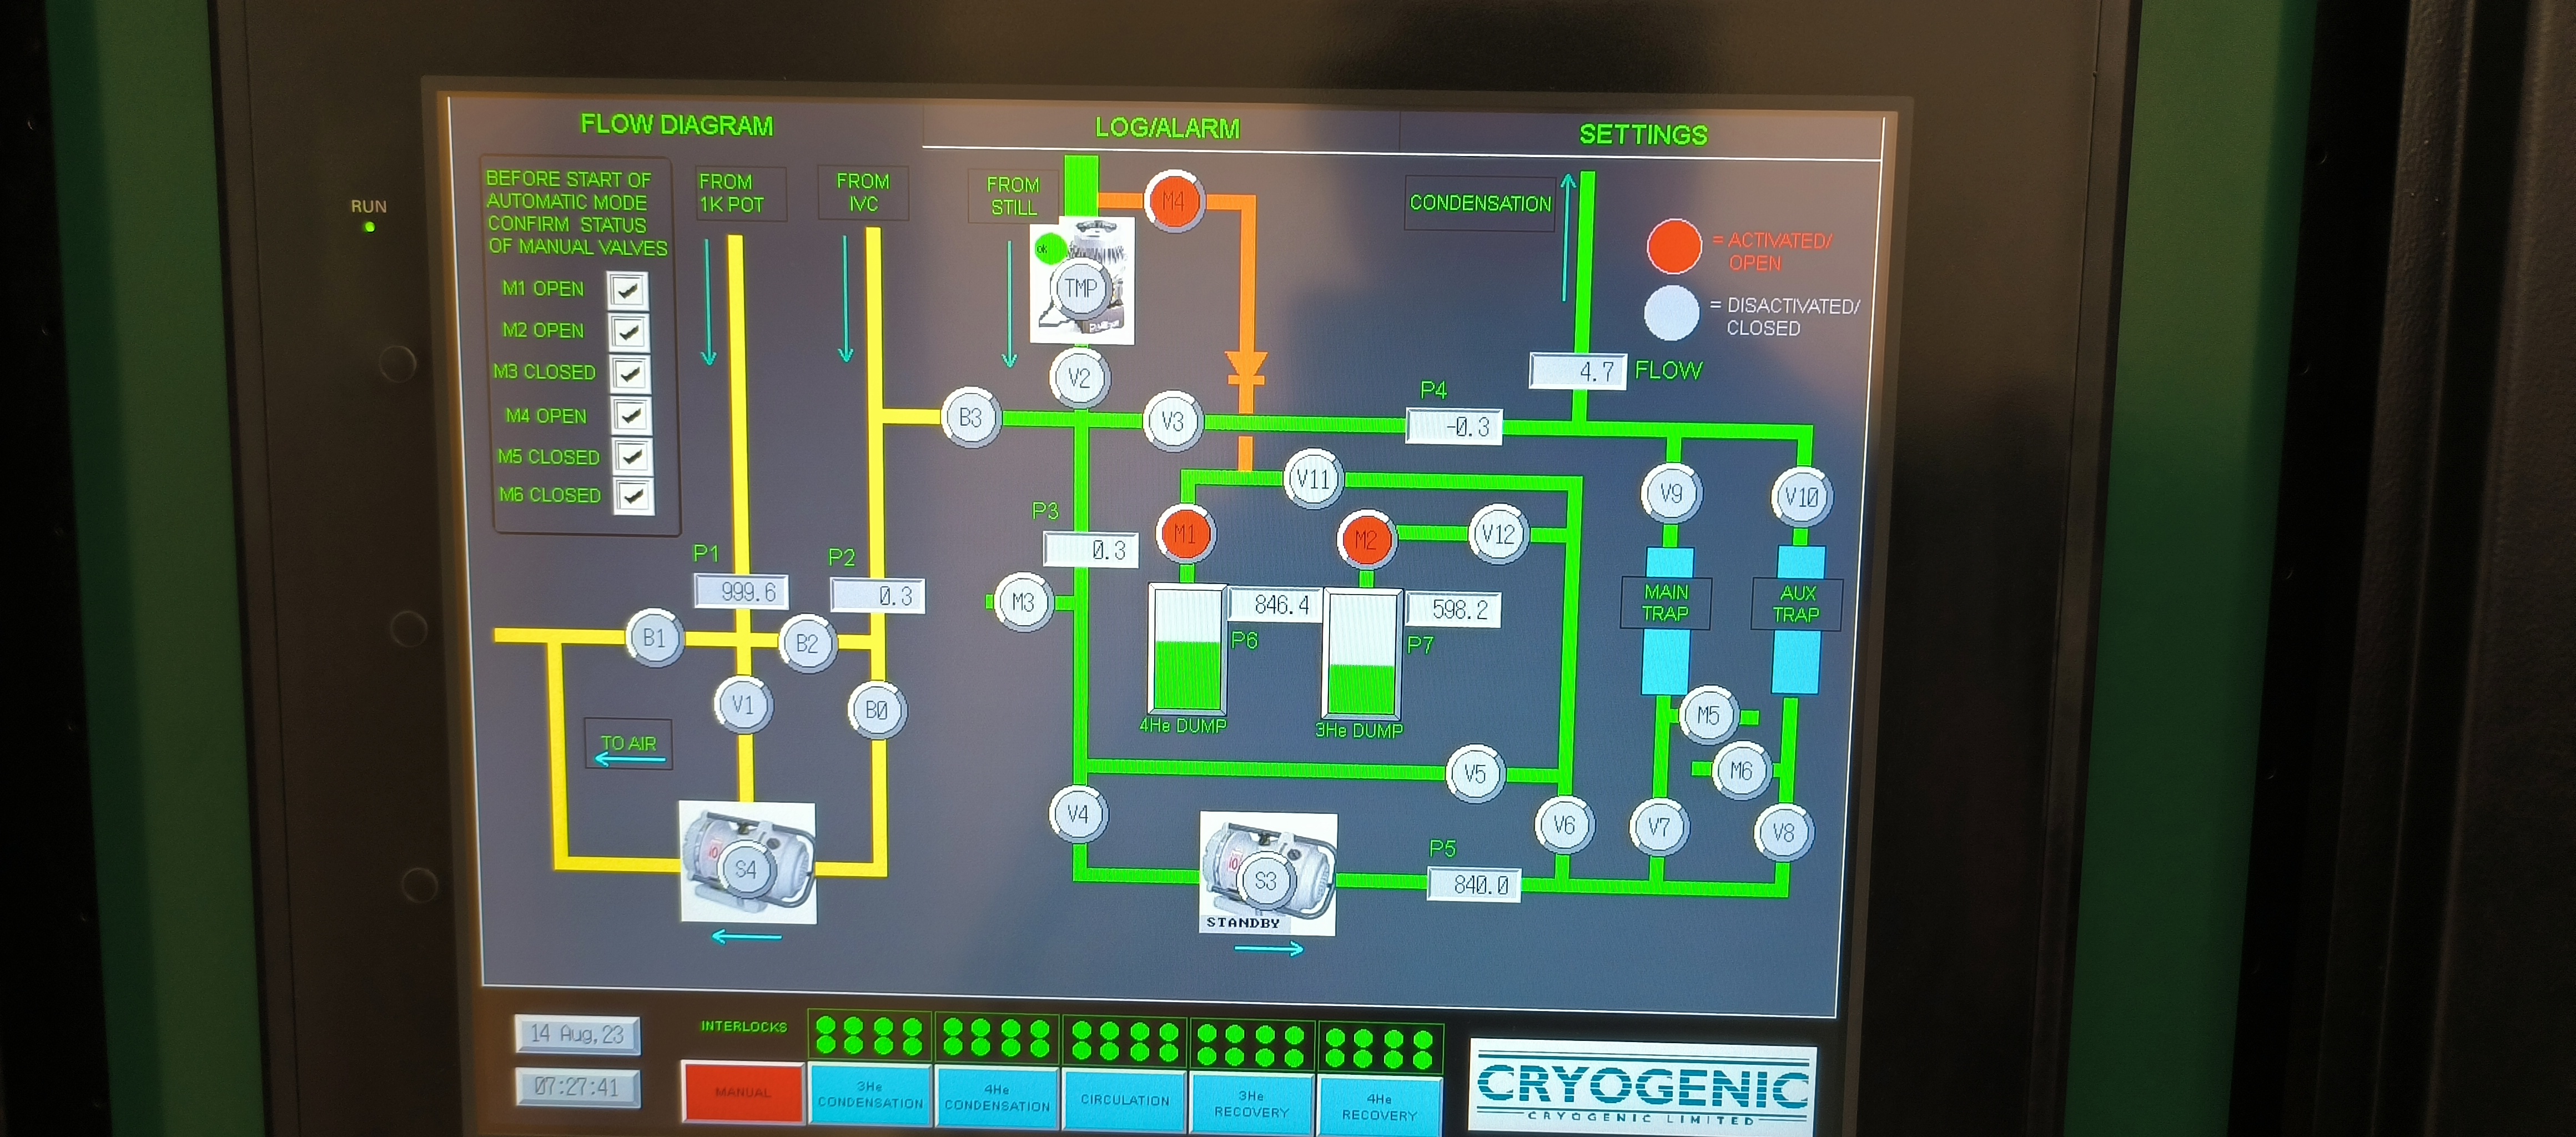 RUN
FLOW DIAGRAM
LOG/ALARM
SETTINGS
BEFORE START OF
AUTOMATIC MODE
CONFIRM STATUS
OF MANUAL VALVES
M1 OPEN
M2 OPEN
M3 CLOSED
M4 OPEN
M5 CLOSED
M6 CLOSED
FROM
1K POT
FROM
IVC
FROM
STILL
M4
ok
TMP
V2
CONDENSATION
= ACTIVATED/
OPEN
= DISACTIVATED/
CLOSED
4.7 FLOW
B3
V3
P4
-0.3
V11
V9
V10
P3
0.3
M1
M2
V12
P1
999.6
P2
0.3
M3
846.4
P6
598.2
P7
MAIN
TRAP
AUX
TRAP
B1
B2
V1
B0
4He DUMP
3He DUMP
M5
M6
TO AIR
V5
V4
V6
V7
V8
S4
S3
STANDBY
P5
840.0
14 Aug,23
07:27:41
INTERLOCKS
MANUAL
3He
CONDENSATION
4He
CONDENSATION
CIRCULATION
3He
RECOVERY
4He
RECOVERY
CRYOGENIC
CRYOGENIC LIMITED